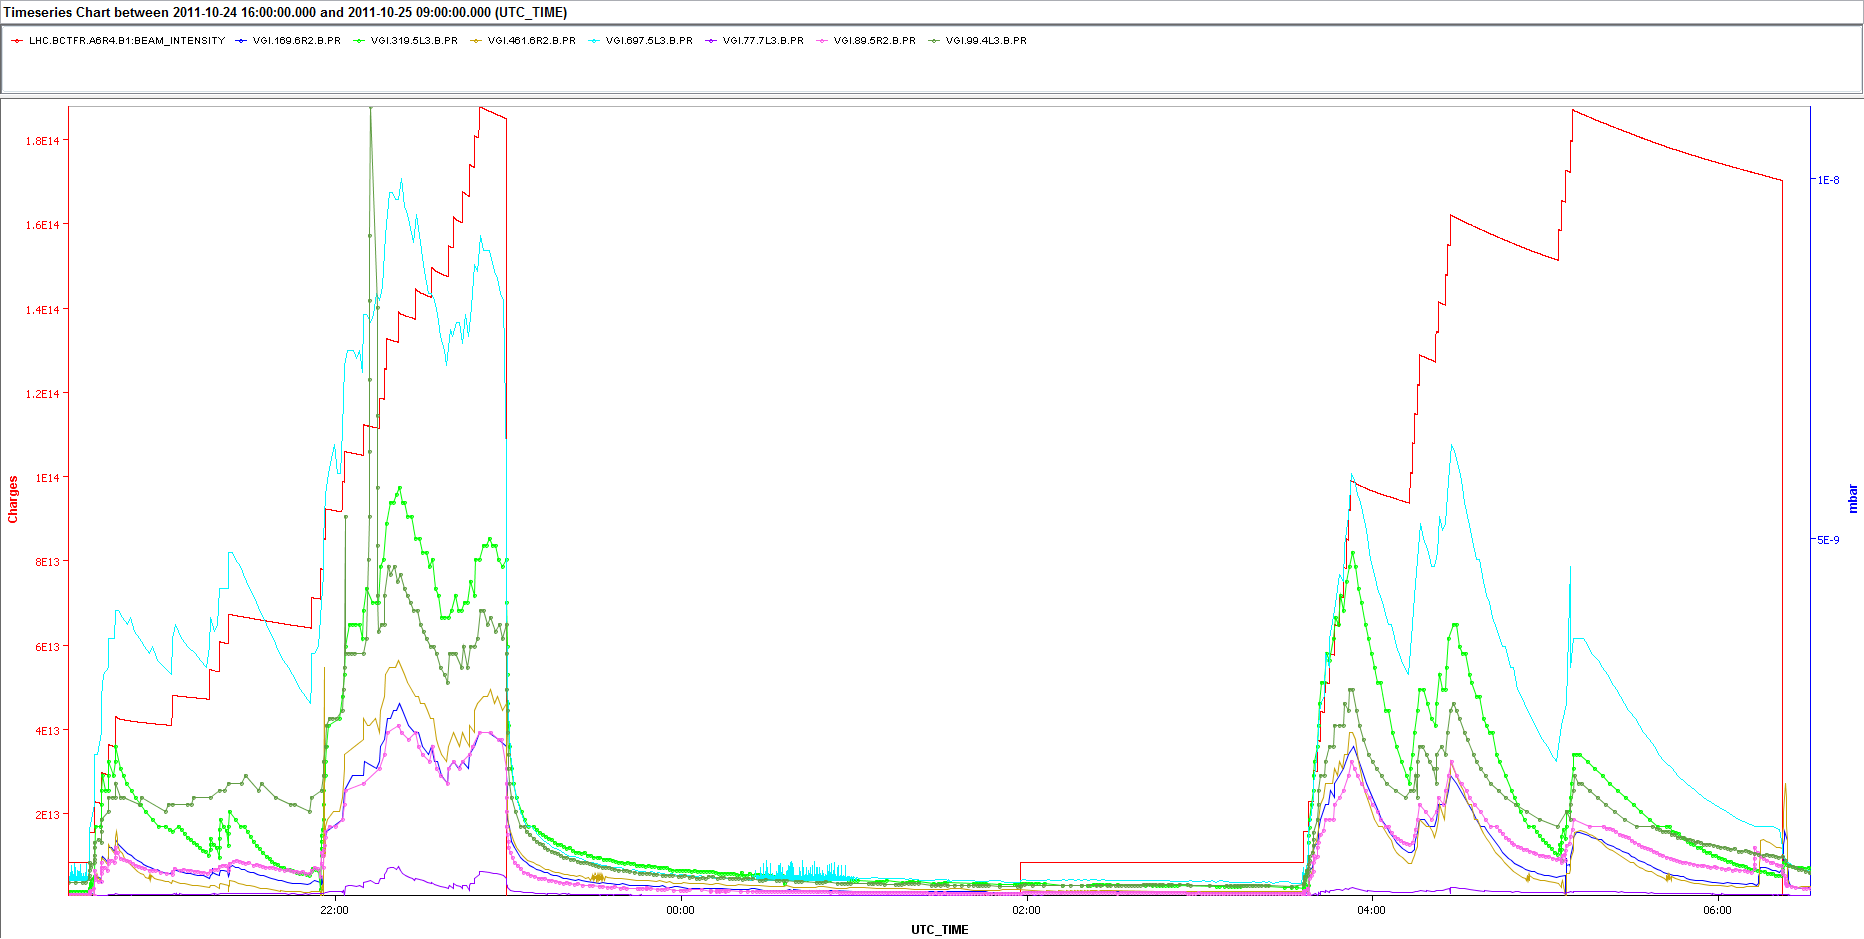 Timeseries Chart between 2011-10-24 16:00:00.000 and 2011-10-25 09:00:00.000 (UTC_TIME)
LHC.BCTFR.A6R4.B1:BEAM_INTENSITY VGI.169.6R2.B.PR VGI.319.5L3.B.PR VGI.461.6R2.B.PR VGI.697.5L3.B.PR VGI.77.7L3.B.PR VGI.89.5R2.B.PR VGI.99.4L3.B.PR
1.8E14
1.6E14
1.4E14
1.2E14
1E14
8E13
6E13
4E13
2E13
Charges
1E-8
5E-9
mbar
22:00 00:00 02:00 04:00 06:00
UTC_TIME